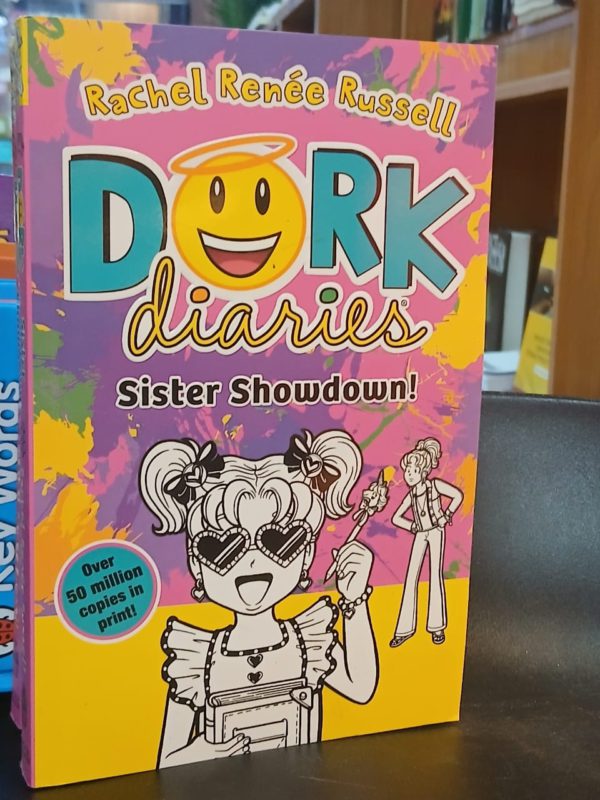 Rachel Renée Russell
DORK
diaries®
Sister Showdown!
Over
50 million
copies in
print!
Key Words